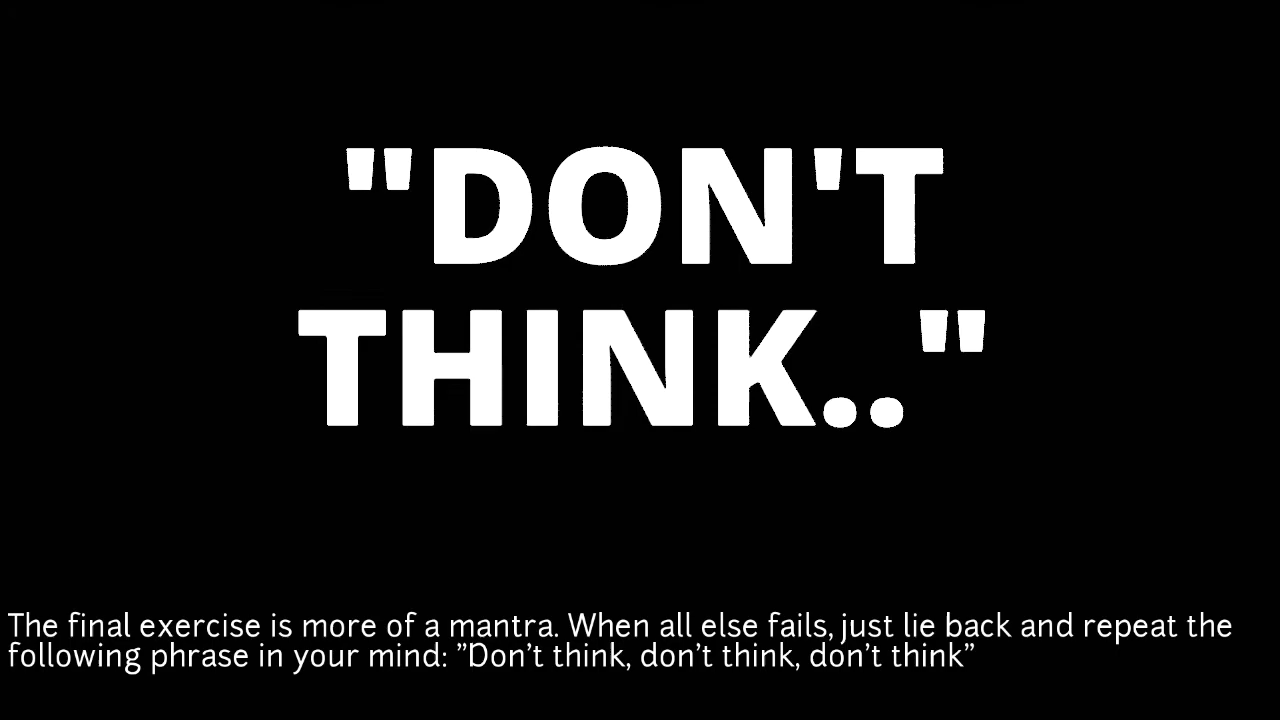 "DON'T
THINK.."
The final exercise is more of a mantra. When all else fails, just lie back and repeat the
following phrase in your mind: ”Don’t think, don’t think, don’t think”